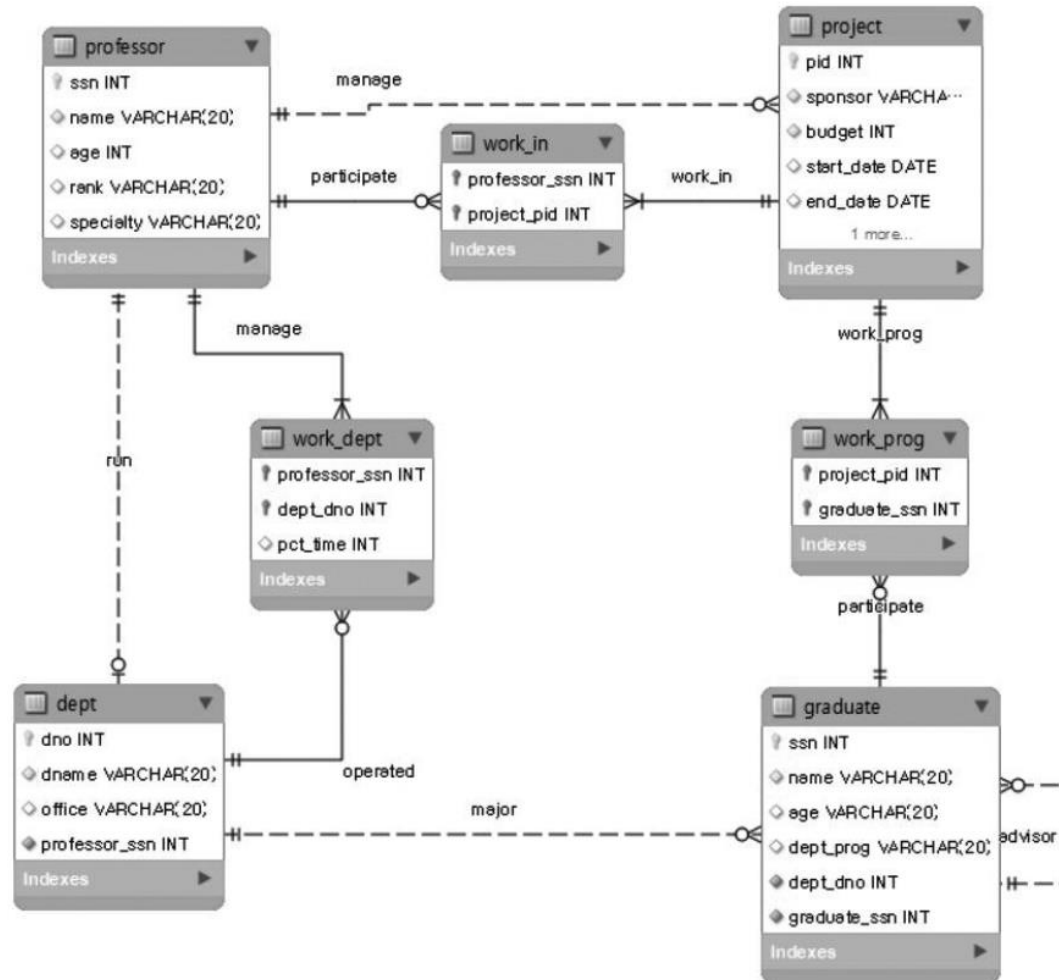 professor
ssn INT
name VARCHAR(20)
age INT
rank VARCHAR(20)
specialty VARCHAR(20)
Indexes
manage
project
pid INT
sponsor VARCHA...
budget INT
start_date DATE
end_date DATE
1 more...
Indexes
participate
work_in
professor_ssn INT
project_pid INT
Indexes
work_in
manage
work_prog
run
work_dept
professor_ssn INT
dept_dno INT
pct_time INT
Indexes
work_prog
project_pid INT
graduate_ssn INT
Indexes
participate
dept
dno INT
dname VARCHAR(20)
office VARCHAR(20)
professor_ssn INT
Indexes
operated
major
graduate
ssn INT
name VARCHAR(20)
age VARCHAR(20)
dept_prog VARCHAR(20)
dept_dno INT
graduate_ssn INT
Indexes
advisor